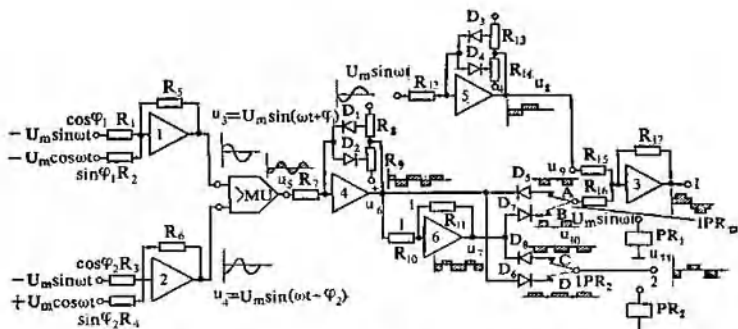 D₃
R₁₃
D₄
R₁₄
Uₘsinωt
R₁₂
5
u₈
R₅
cosφ₁ R₁
−Uₘsinωt
−Uₘcosωt
sinφ₁R₂
1
u₃=Uₘsin(ωt+φ₁)
D₁
R₈
D₂
R₉
>MU
u₅
R₇
4
u₆
u₉
R₁₅
R₁₆
R₁₇
3
1
D₅
A
D₇
B
Uₘsinωt
1PR
PR₁
R₆
cosφ₂R₃
−Uₘsinωt
+Uₘcosωt
sinφ₂R₄
2
u₄=Uₘsin(ωt−φ₂)
1
1
R₁₁
R₁₀
6
u₇
D₈
u₁₀
C
D₆
D
1PR₂
u₁₁
2
PR₂